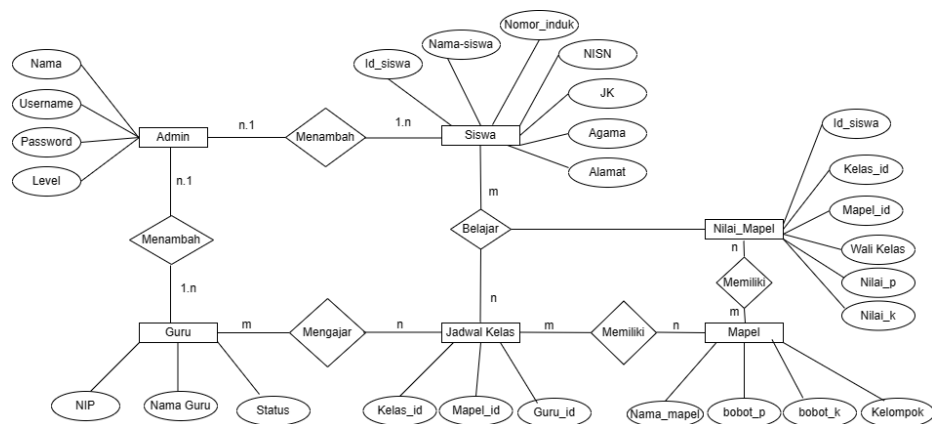 Nomor_induk
Nama-siswa
Id_siswa
NISN
Nama
JK
Username
Admin
n.1
Menambah
1.n
Siswa
Agama
Password
Level
Alamat
Id_siswa
Kelas_id
Mapel_id
n.1
m
Menambah
Belajar
Nilai_Mapel
Wali Kelas
n
Memiliki
Nilai_p
Nilai_k
1.n
n
m
Guru
m
Mengajar
n
Jadwal Kelas
m
Memiliki
n
Mapel
NIP
Nama Guru
Status
Kelas_id
Mapel_id
Guru_id
Nama_mapel
bobot_p
bobot_k
Kelompok